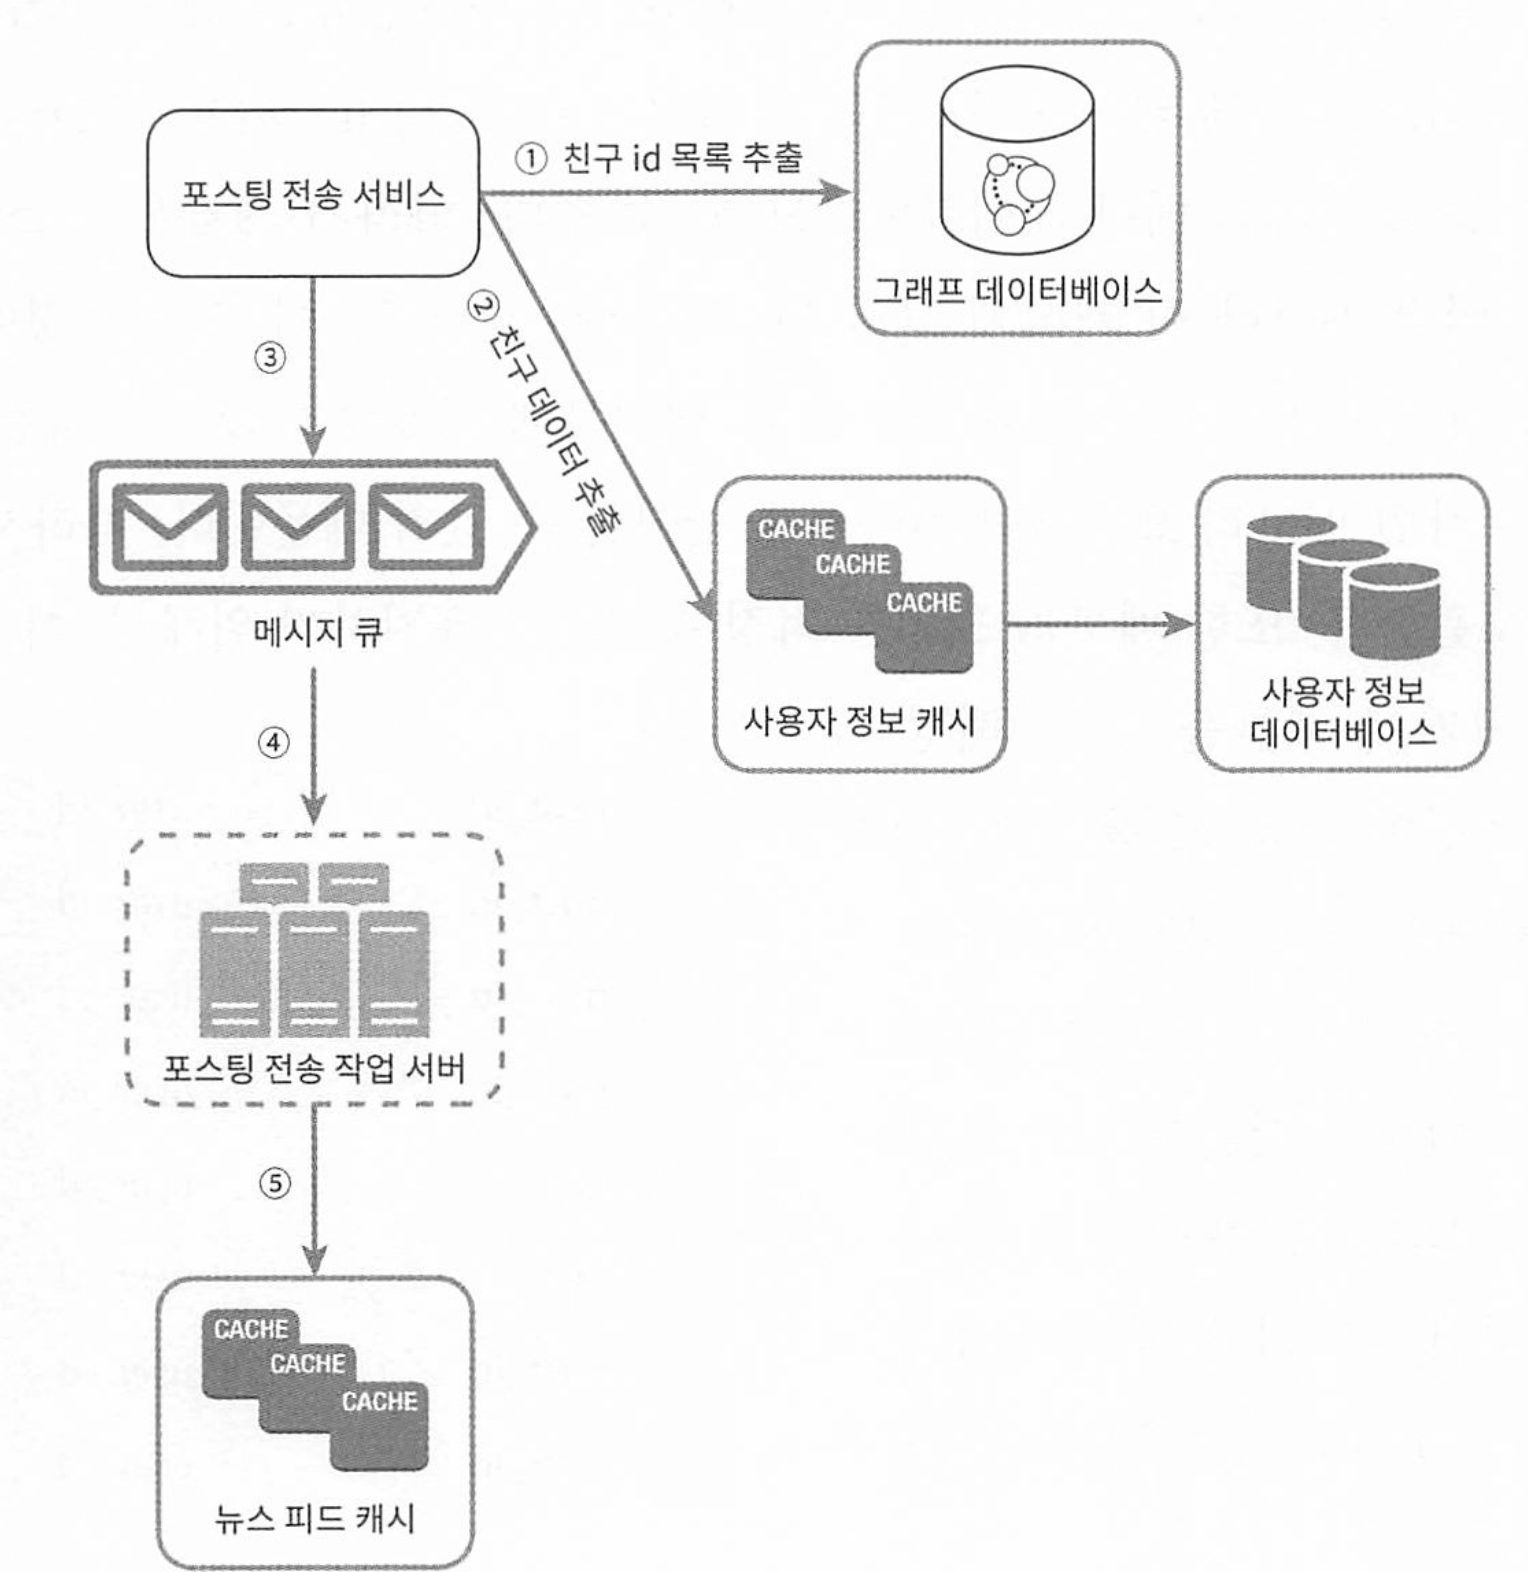 포스팅 전송 서비스
① 친구 id 목록 추출
그래프 데이터베이스
② 친구 데이터 추출
③
CACHE
CACHE
CACHE
사용자 정보 캐시
사용자 정보
데이터베이스
메시지 큐
④
포스팅 전송 작업 서버
⑤
CACHE
CACHE
CACHE
뉴스 피드 캐시